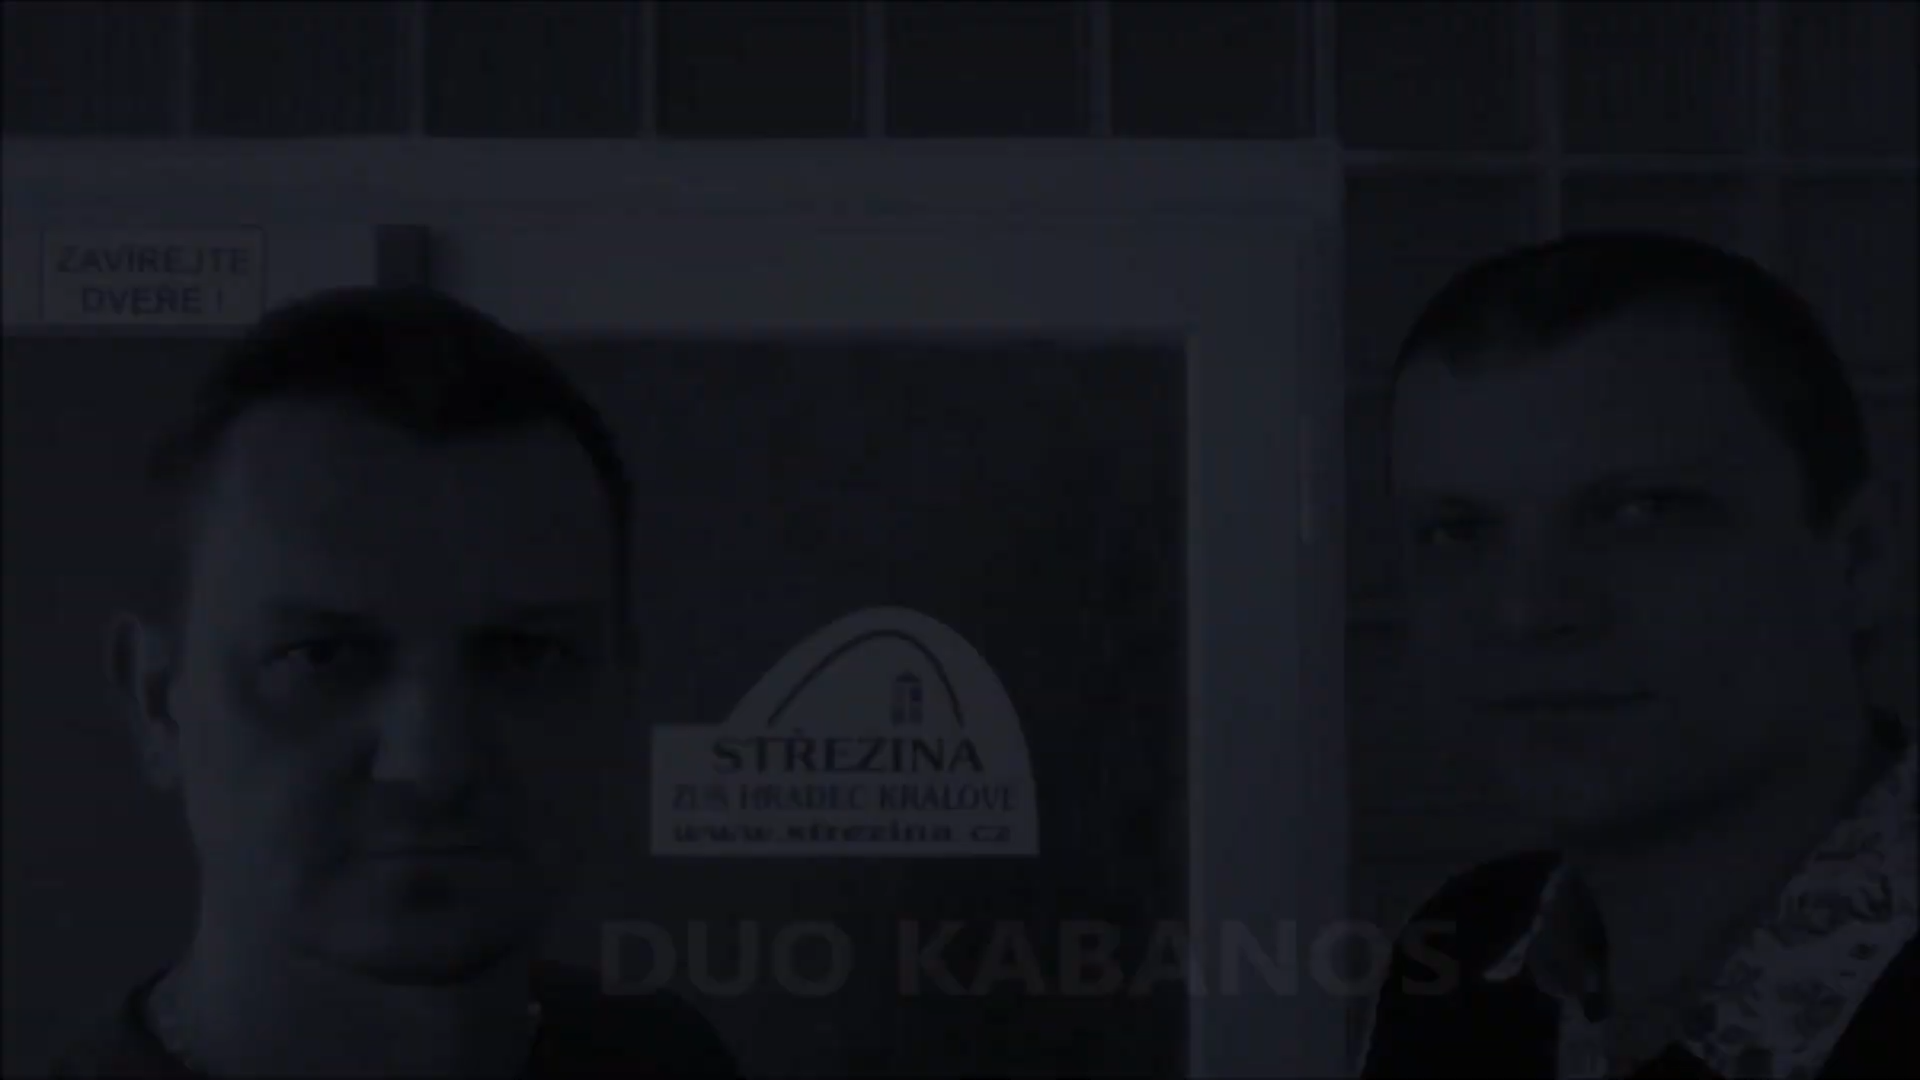 ZAVÍREJTE
DVEŘE !
STŘEZINA
ZUŠ HRADEC KRÁLOVÉ
www.strezina.cz
DUO KABANOS